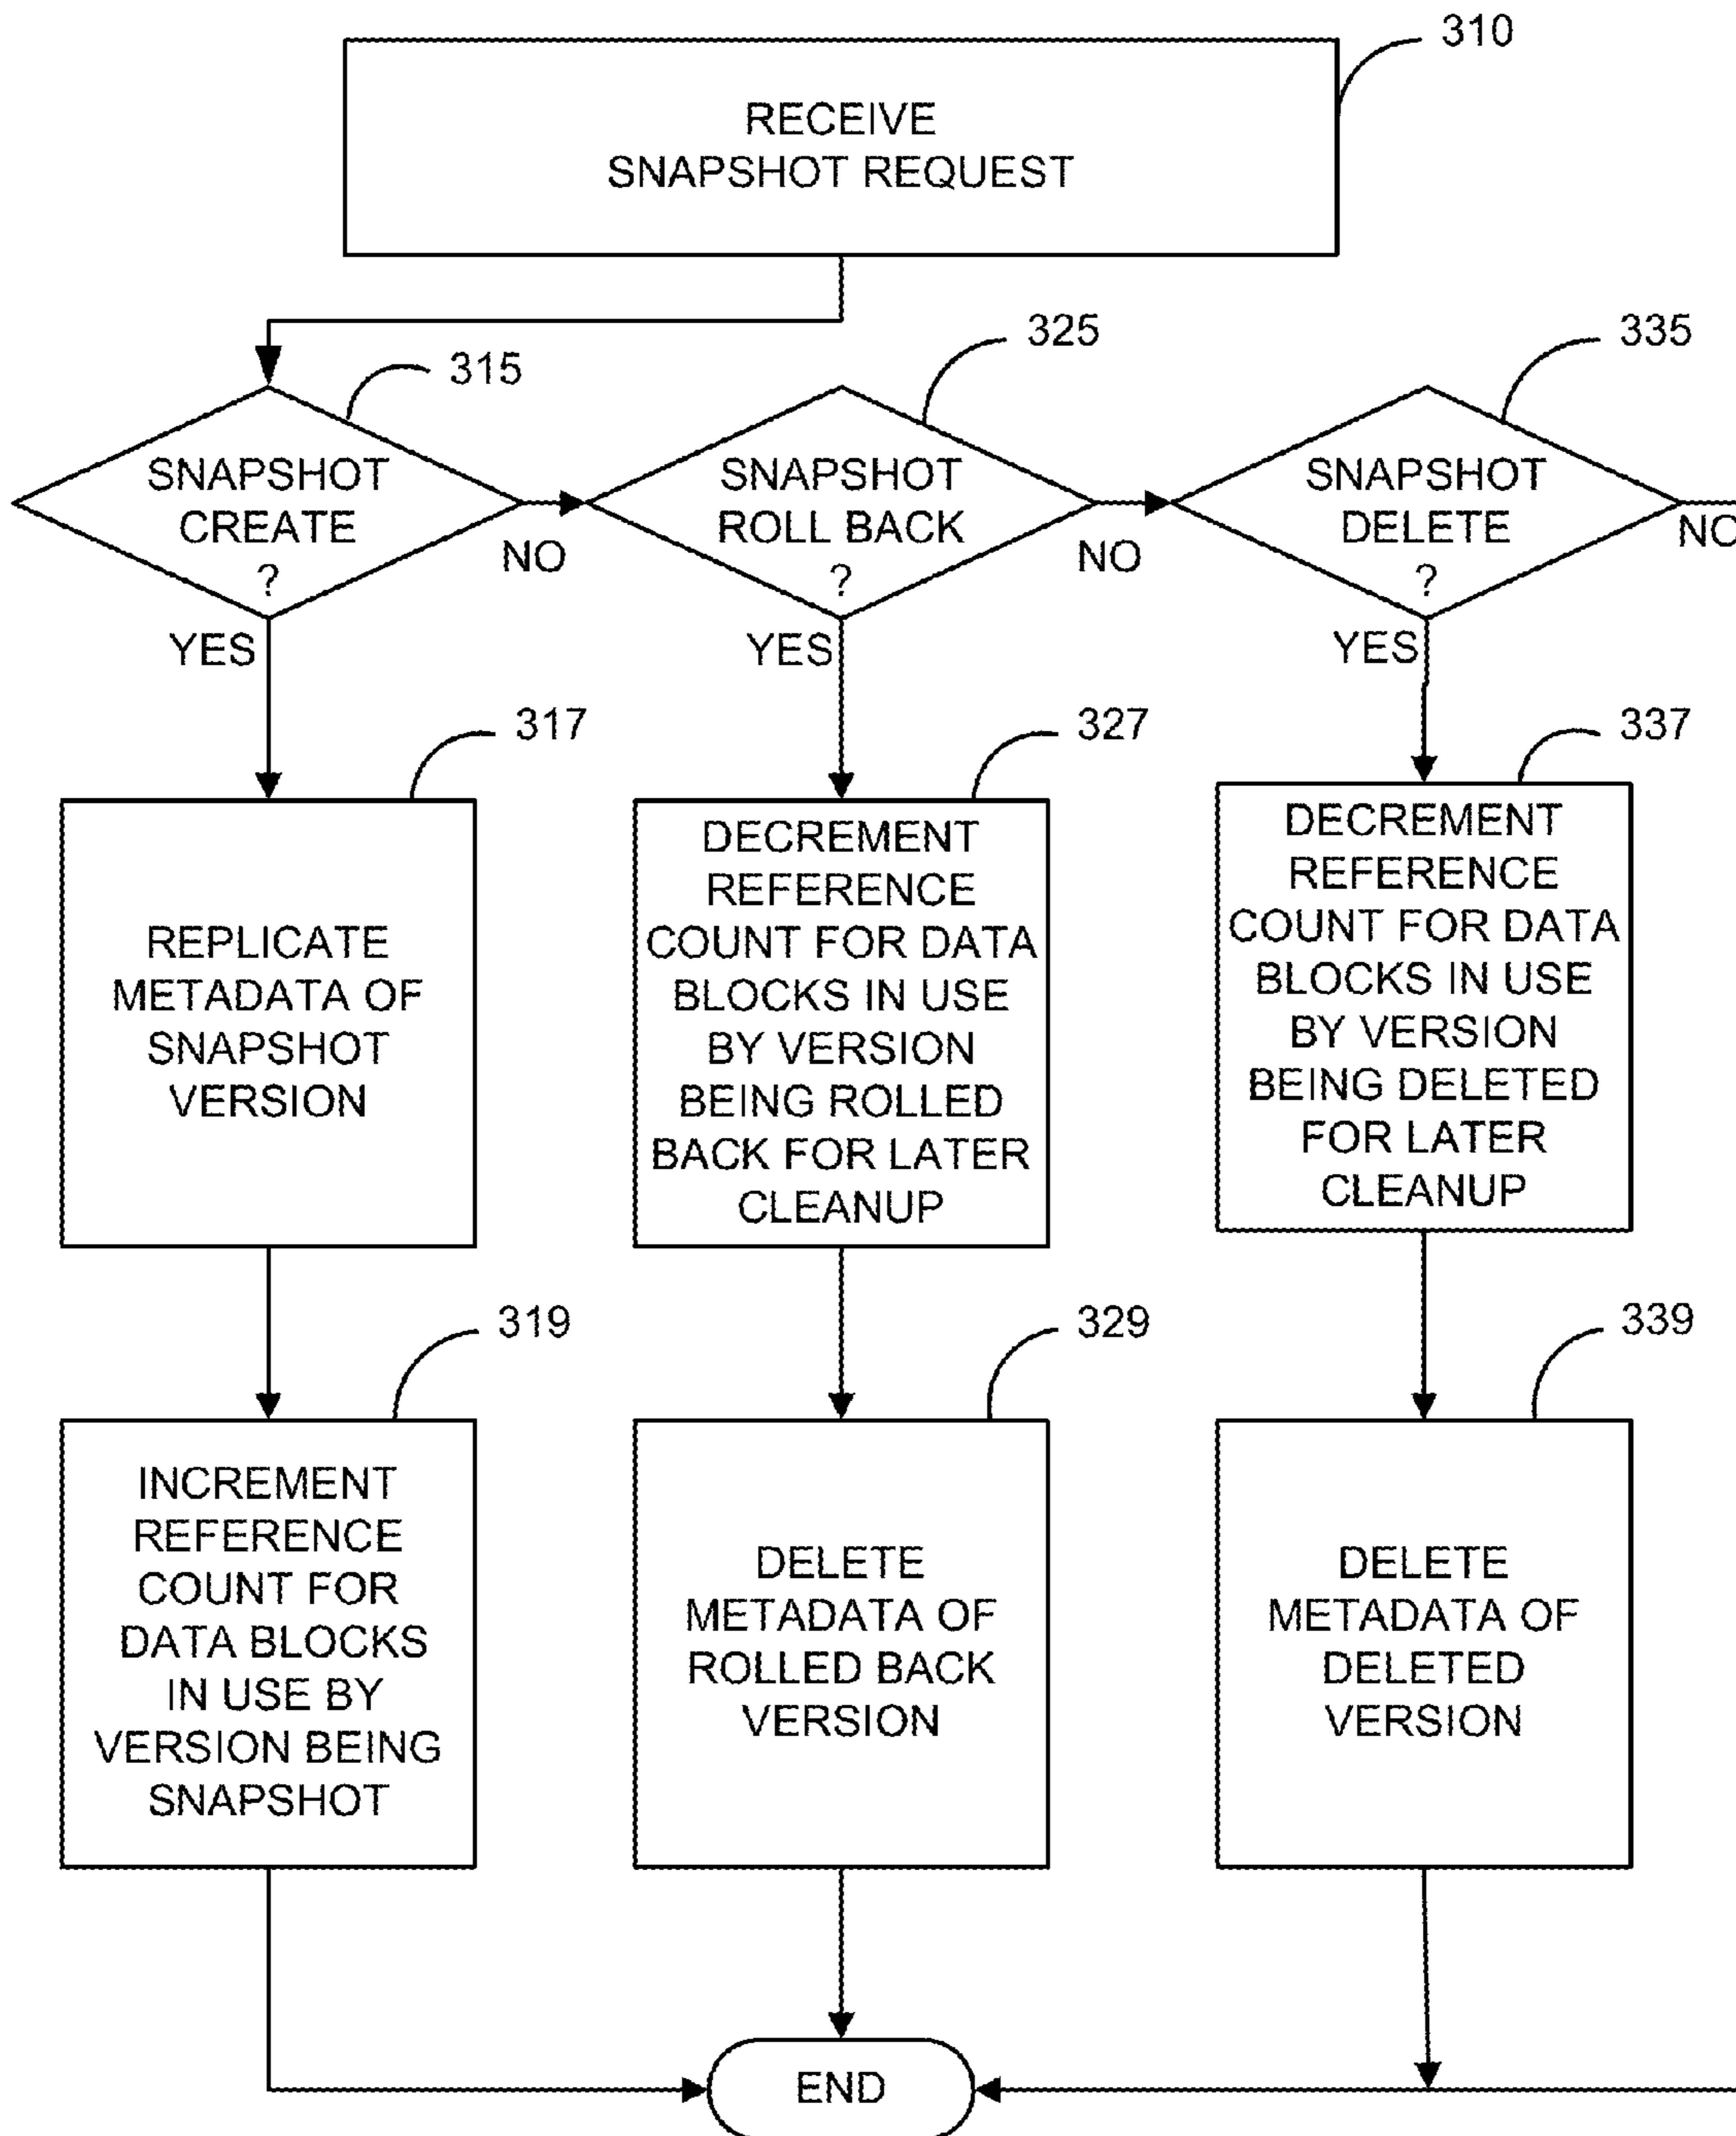 310
RECEIVE
SNAPSHOT REQUEST
315
325
335
SNAPSHOT
CREATE
?
SNAPSHOT
ROLL BACK
?
SNAPSHOT
DELETE
?
NO
NO
NO
YES
YES
YES
317
327
337
REPLICATE
METADATA OF
SNAPSHOT
VERSION
DECREMENT
REFERENCE
COUNT FOR DATA
BLOCKS IN USE
BY VERSION
BEING ROLLED
BACK FOR LATER
CLEANUP
DECREMENT
REFERENCE
COUNT FOR DATA
BLOCKS IN USE
BY VERSION
BEING DELETED
FOR LATER
CLEANUP
319
329
339
INCREMENT
REFERENCE
COUNT FOR
DATA BLOCKS
IN USE BY
VERSION BEING
SNAPSHOT
DELETE
METADATA OF
ROLLED BACK
VERSION
DELETE
METADATA OF
DELETED
VERSION
END